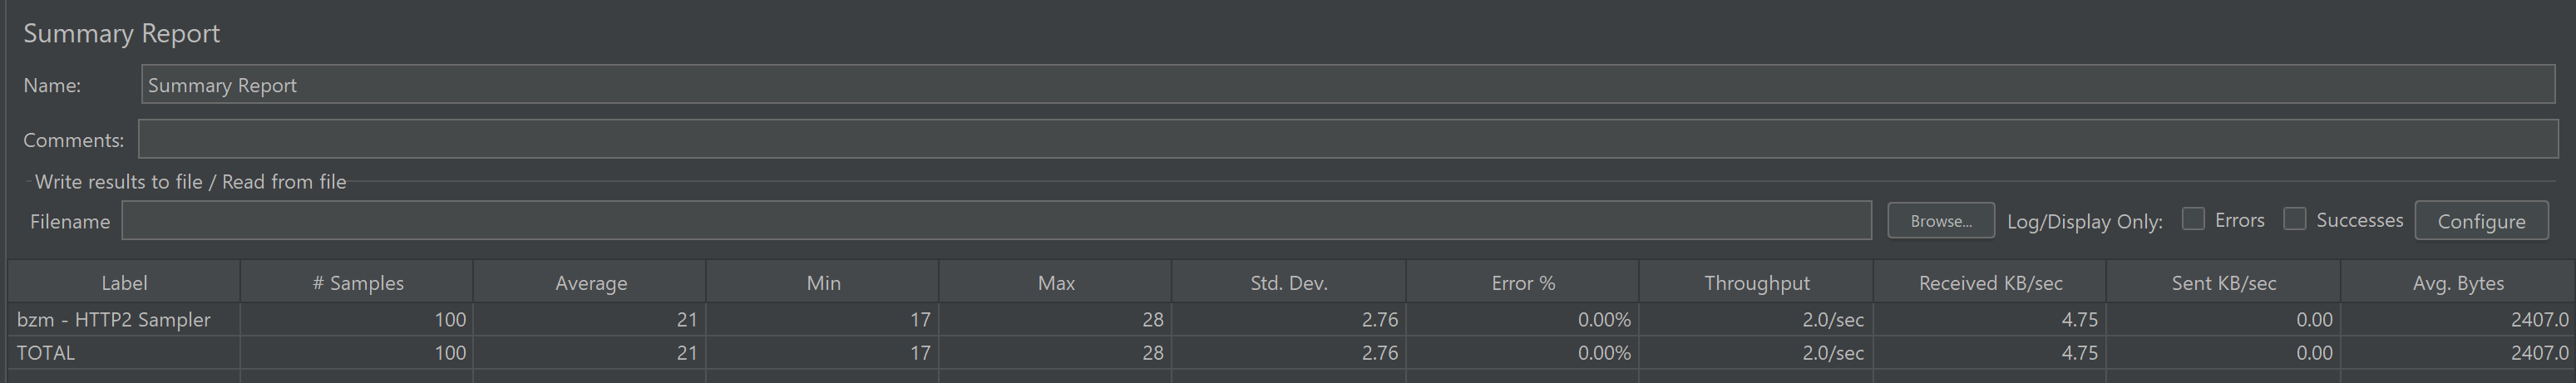 Summary Report
Name: Summary Report
Comments:
Write results to file / Read from file
Filename Browse... Log/Display Only: Errors Successes Configure
Label # Samples Average Min Max Std. Dev. Error % Throughput Received KB/sec Sent KB/sec Avg. Bytes
bzm - HTTP2 Sampler 100 21 17 28 2.76 0.00% 2.0/sec 4.75 0.00 2407.0
TOTAL 100 21 17 28 2.76 0.00% 2.0/sec 4.75 0.00 2407.0